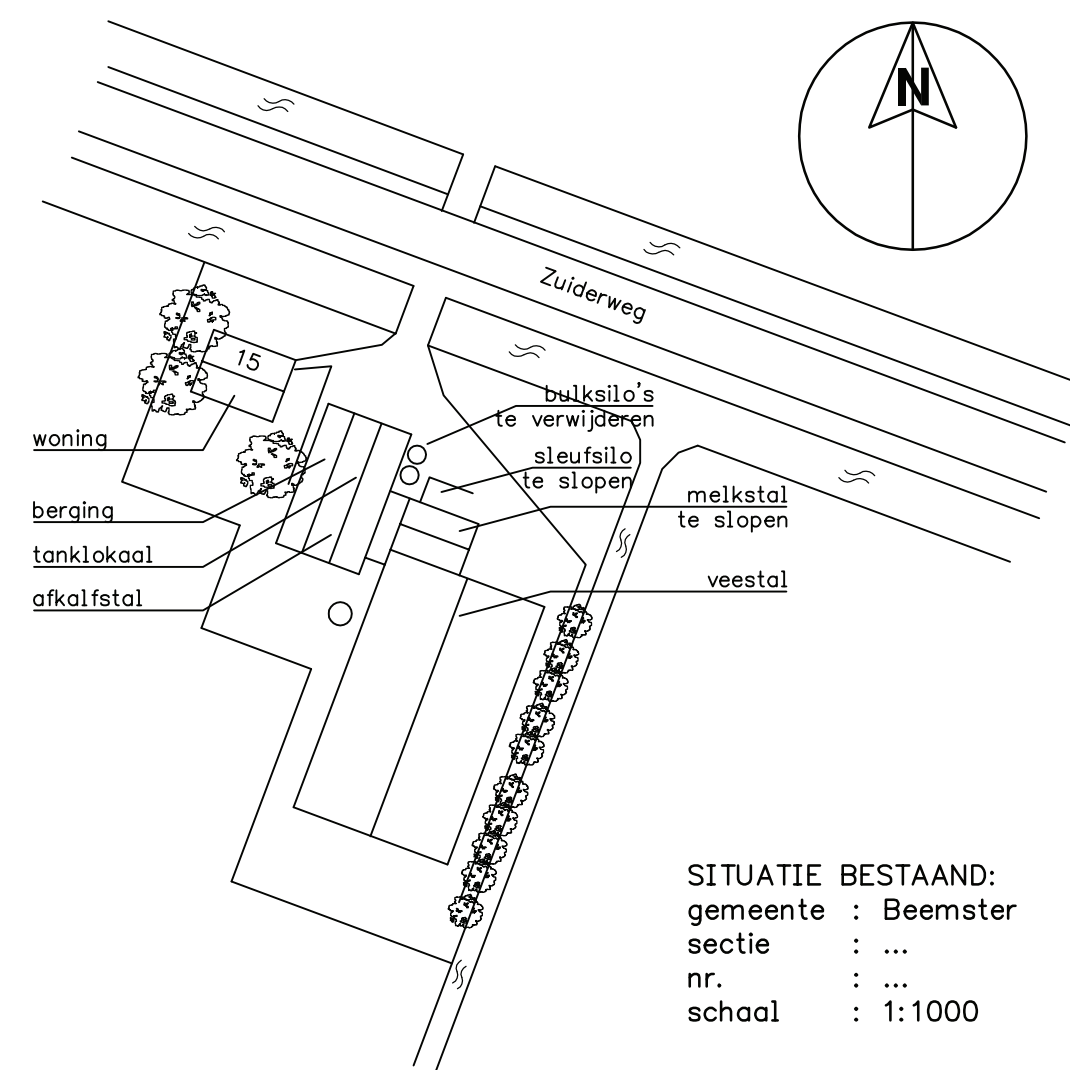 N
Zuiderweg
15
bulksilo's
te verwijderen
woning
sleufsilo
te slopen
melkstal
te slopen
berging
tanklokaal
veestal
afkalfstal
SITUATIE BESTAAND:
gemeente : Beemster
sectie : ...
nr. : ...
schaal : 1:1000